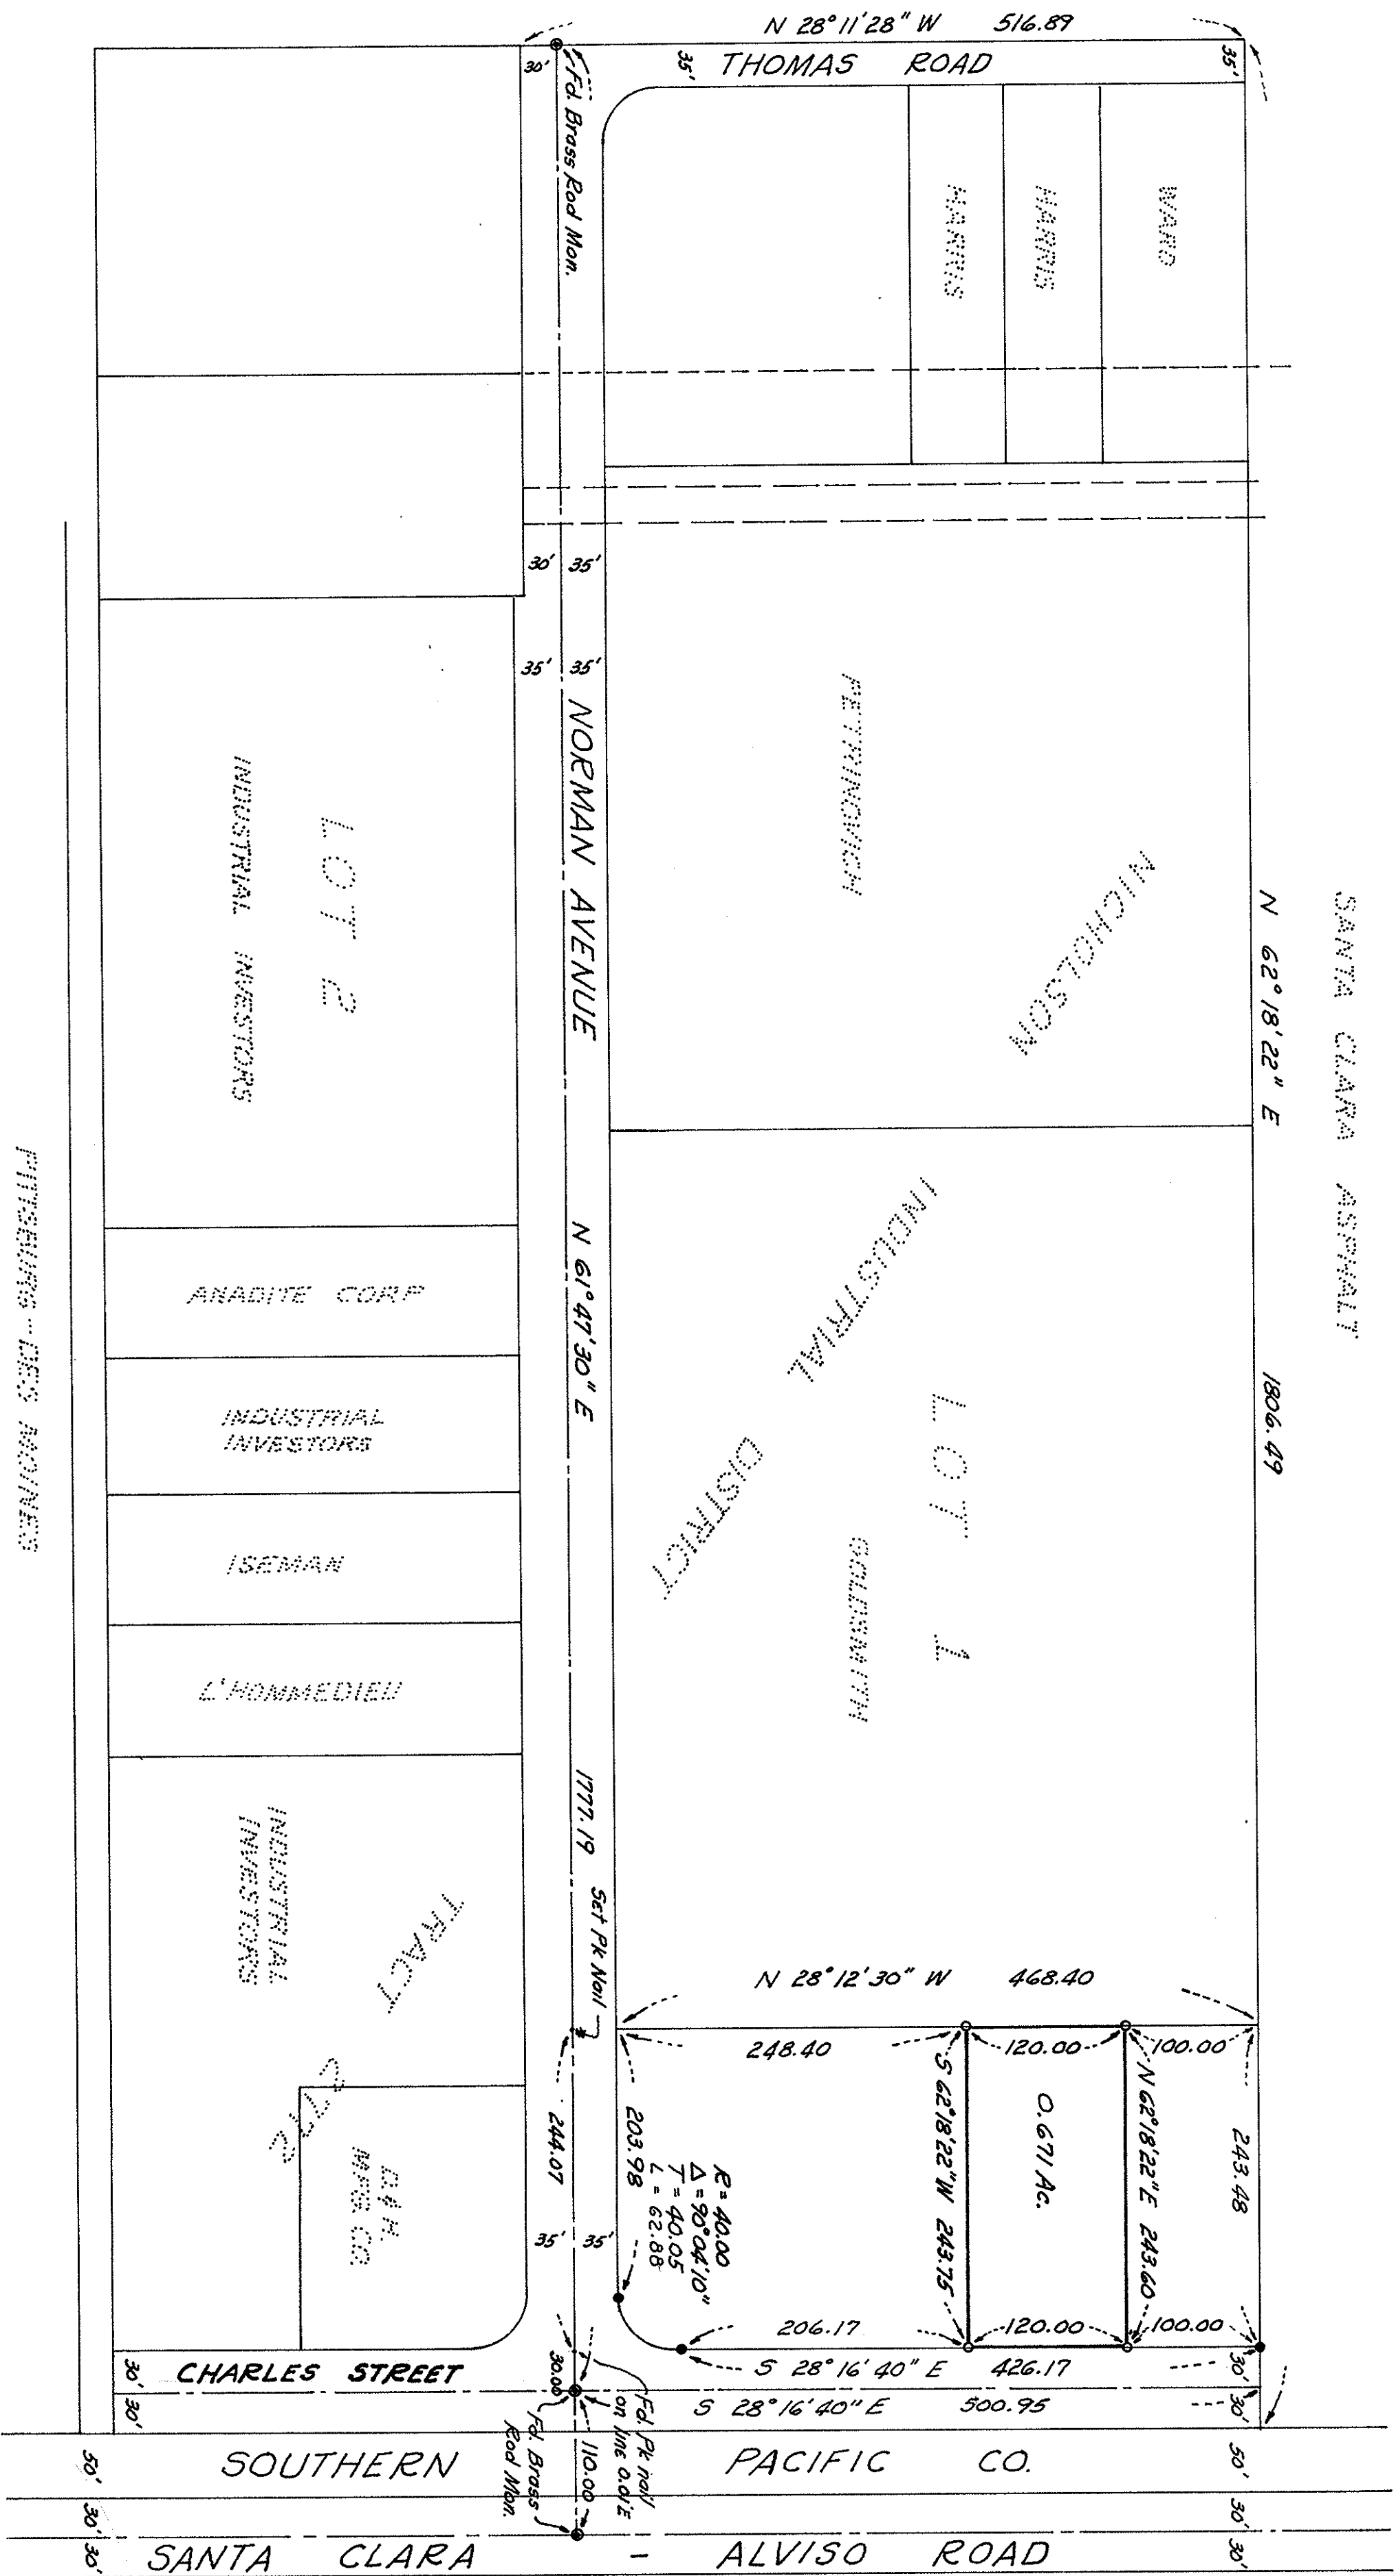 N 28°11'28" W 516.89
THOMAS ROAD
30'
35'
35'
Fd. Brass Rod Mon.
HARRIS
HARRIS
WARD
30' 35'
35' 35'
NORMAN AVENUE
N 61°47'30" E
1777.19
Set PK Nail
PETRINOVICH
NICHOLSON
INDUSTRIAL
DISTRICT
LOT 1
GOLDSMITH
N 62°18'22" E
1806.49
SANTA CLARA ASPHALT
LOT 2
INDUSTRIAL INVESTORS
ANADITE CORP
INDUSTRIAL
INVESTORS
ISEMAN
L'HOMMEDIEU
INDUSTRIAL
INVESTORS
TRACT
D & H.
MFG. CO.
PITTSBURG - DES MOINES
N 28°12'30" W 468.40
248.40
120.00
100.00
S 62°18'22" W 243.75
0.671 Ac.
N 62°18'22" E 243.60
243.48
244.07
203.98
R = 40.00
Δ = 90°04'10"
T = 40.05
L = 62.88
35' 35'
206.17
120.00
100.00
S 28°16'40" E 426.17
S 28°16'40" E 500.95
30'
30'
CHARLES STREET
30'
30'
30.00
Fd. PK nail
on line 0.01'E
110.00
Fd. Brass
Rod Mon.
SOUTHERN PACIFIC CO.
50'
50'
30'
30'
30'
30'
SANTA CLARA - ALVISO ROAD